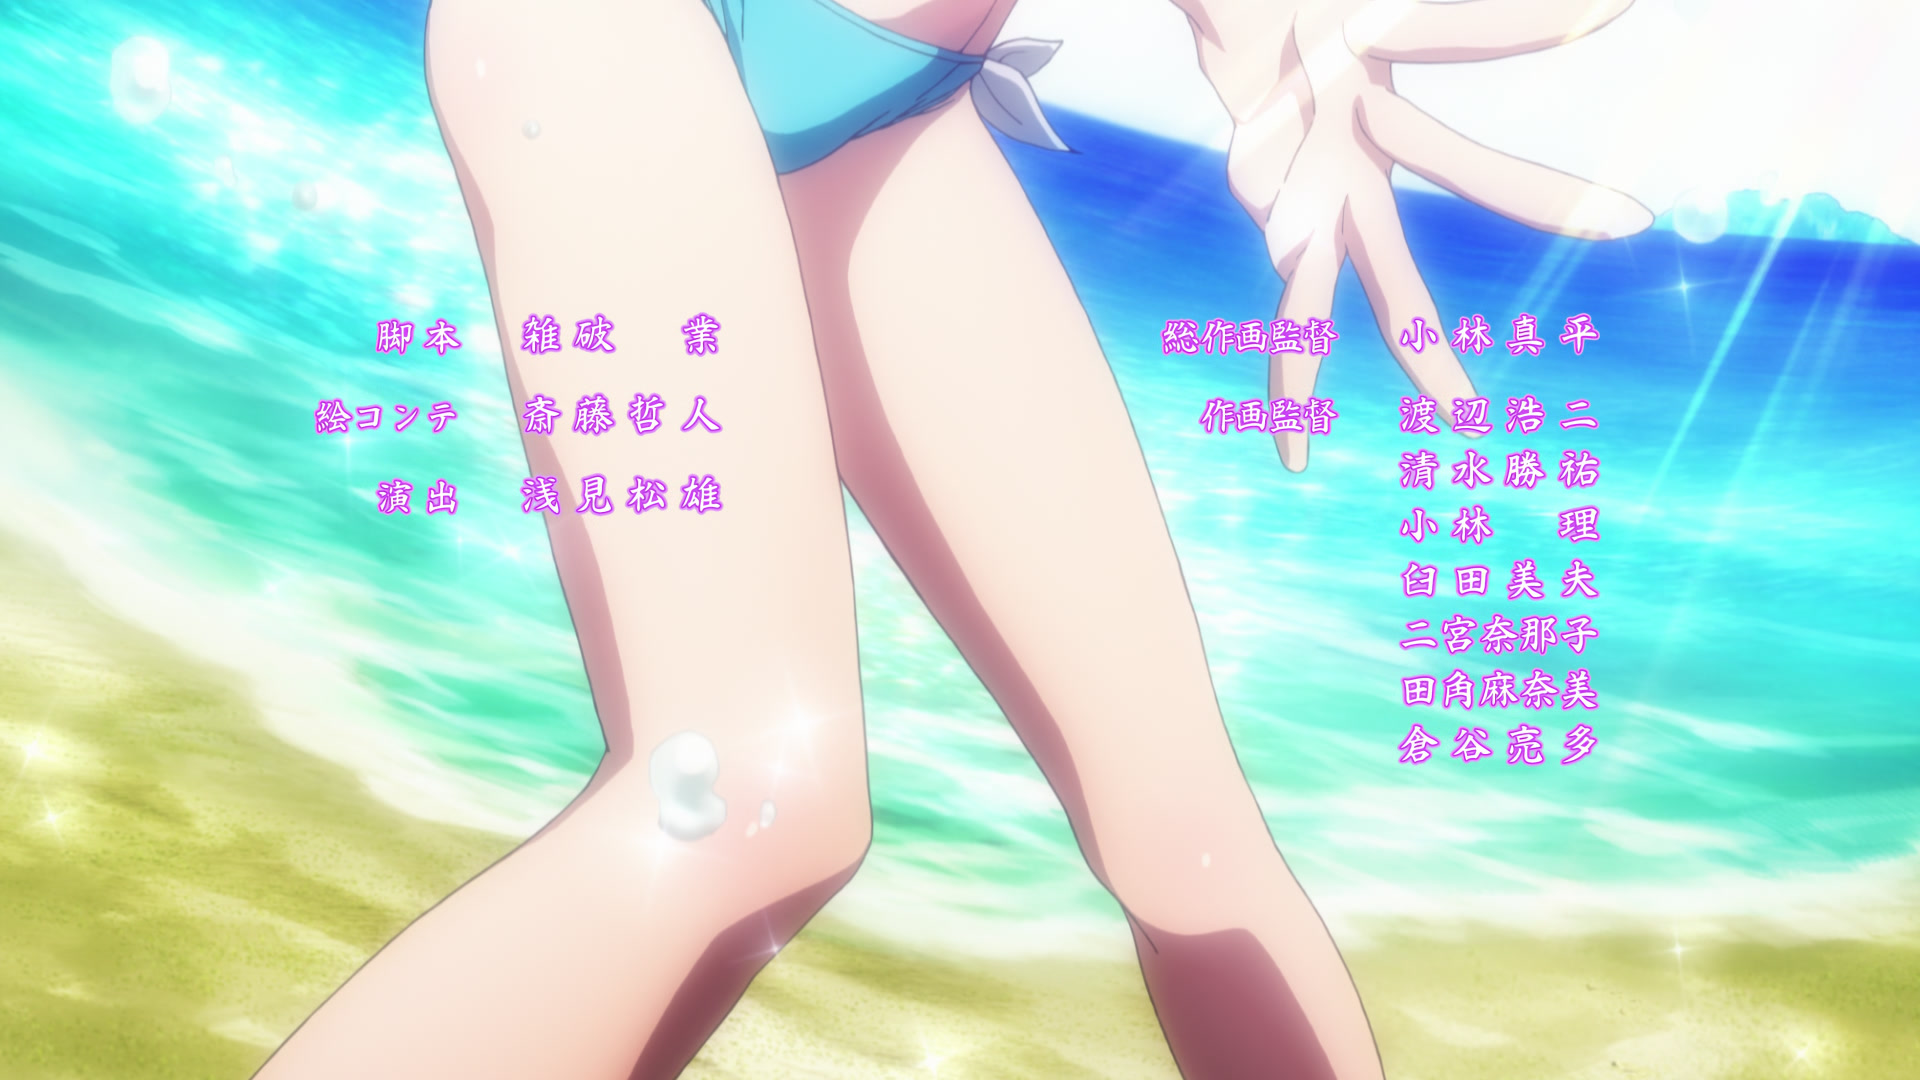 脚本 雑破 業
絵コンテ 斎藤哲人
演出 浅見松雄
総作画監督 小林真平
作画監督 渡辺浩二
清水勝祐
小林 理
臼田美夫
二宮奈那子
田角麻奈美
倉谷亮多